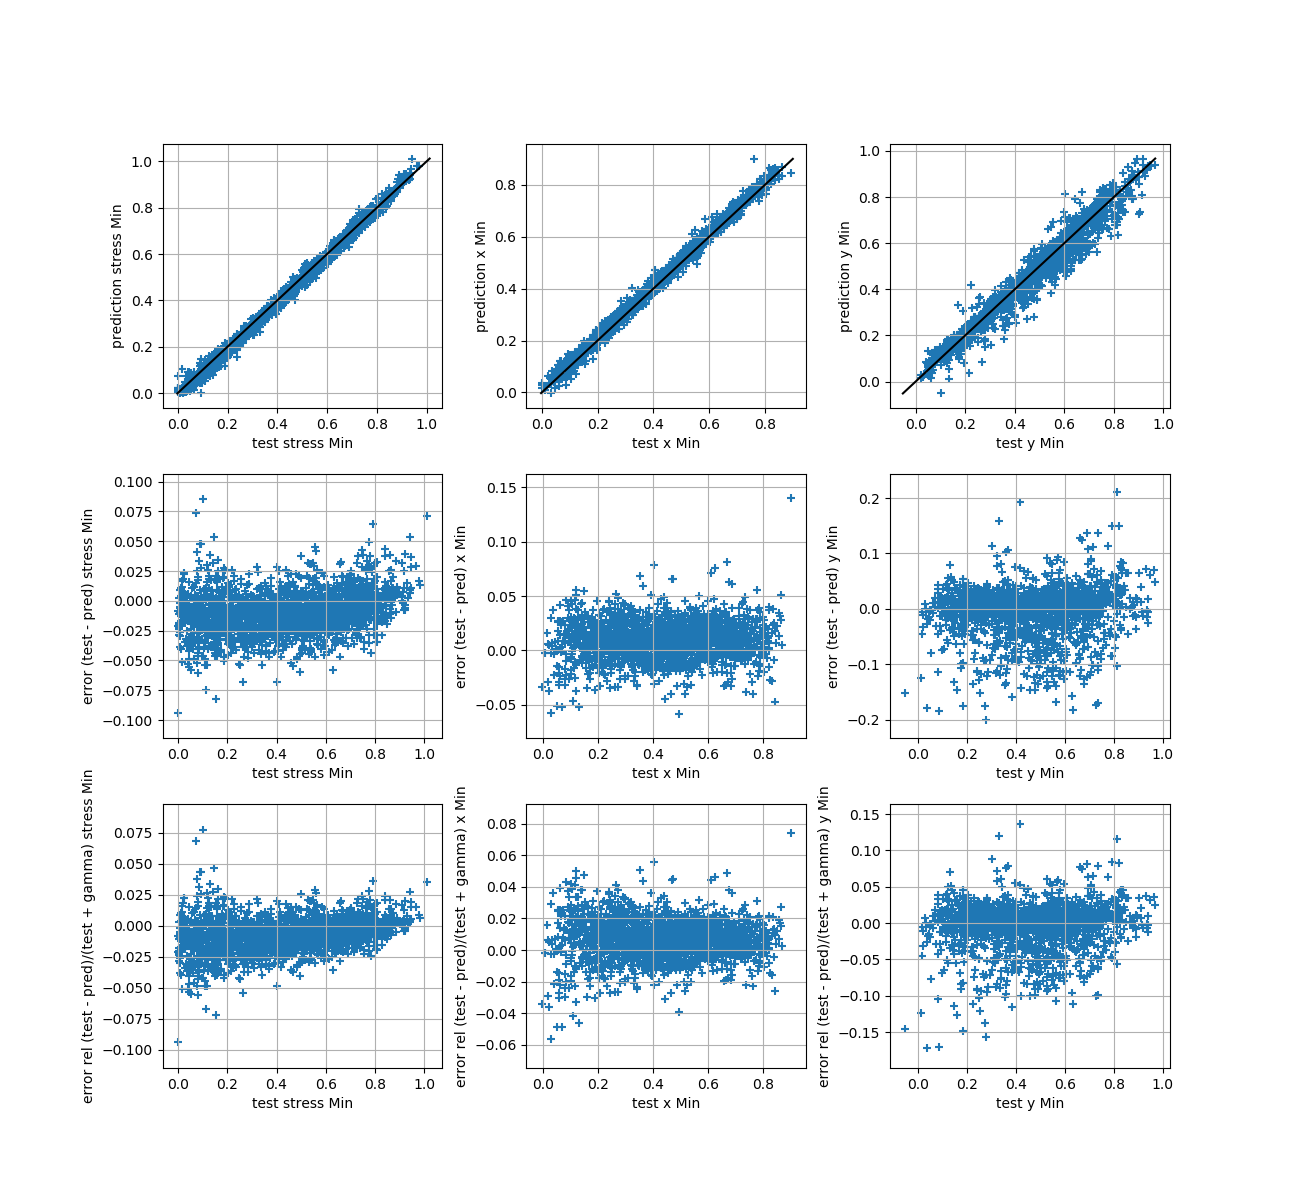 prediction stress Min
1.0
0.8
0.6
0.4
0.2
0.0
0.0 0.2 0.4 0.6 0.8 1.0
test stress Min
prediction x Min
0.8
0.6
0.4
0.2
0.0
0.0 0.2 0.4 0.6 0.8
test x Min
prediction y Min
1.0
0.8
0.6
0.4
0.2
0.0
0.0 0.2 0.4 0.6 0.8 1.0
test y Min
error (test - pred) stress Min
0.100
0.075
0.050
0.025
0.000
−0.025
−0.050
−0.075
−0.100
0.0 0.2 0.4 0.6 0.8 1.0
test stress Min
error (test - pred) x Min
0.15
0.10
0.05
0.00
−0.05
0.0 0.2 0.4 0.6 0.8
test x Min
error (test - pred) y Min
0.2
0.1
0.0
−0.1
−0.2
0.0 0.2 0.4 0.6 0.8 1.0
test y Min
error rel (test - pred)/(test + gamma) stress Min
0.075
0.050
0.025
0.000
−0.025
−0.050
−0.075
−0.100
0.0 0.2 0.4 0.6 0.8 1.0
test stress Min
error rel (test - pred)/(test + gamma) x Min
0.08
0.06
0.04
0.02
0.00
−0.02
−0.04
−0.06
0.0 0.2 0.4 0.6 0.8
test x Min
error rel (test - pred)/(test + gamma) y Min
0.15
0.10
0.05
0.00
−0.05
−0.10
−0.15
0.0 0.2 0.4 0.6 0.8 1.0
test y Min